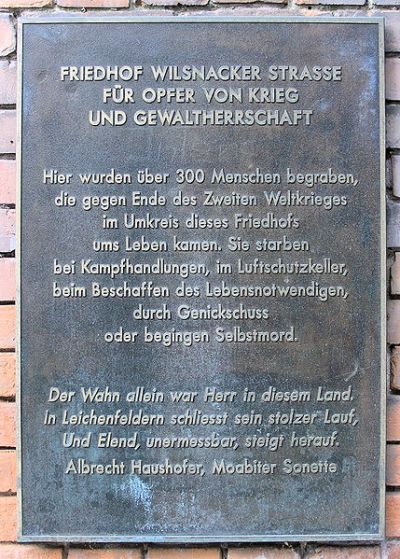 FRIEDHOF WILSNACKER STRASSE
FÜR OPFER VON KRIEG
UND GEWALTHERRSCHAFT
Hier wurden über 300 Menschen begraben,
die gegen Ende des Zweiten Weltkrieges
im Umkreis dieses Friedhofs
ums Leben kamen. Sie starben
bei Kampfhandlungen, im Luftschutzkeller,
beim Beschaffen des Lebensnotwendigen,
durch Genickschuss
oder begingen Selbstmord.
Der Wahn allein war Herr in diesem Land.
In Leichenfeldern schliesst sein stolzer Lauf,
Und Elend, unermessbar, steigt herauf.
Albrecht Haushofer, Moabiter Sonette